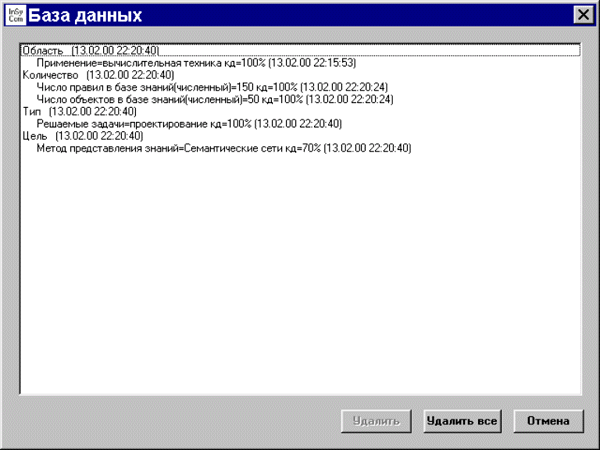 InSy
Com
База данных
Область (13.02.00 22:20:40)
Применение=вычислительная техника кд=100% (13.02.00 22:15:53)
Количество (13.02.00 22:20:40)
Число правил в базе знаний(численный)=150 кд=100% (13.02.00 22:20:24)
Число объектов в базе знаний(численный)=50 кд=100% (13.02.00 22:20:24)
Тип (13.02.00 22:20:40)
Решаемые задачи=проектирование кд=100% (13.02.00 22:20:40)
Цель (13.02.00 22:20:40)
Метод представления знаний=Семантические сети кд=70% (13.02.00 22:20:40)
Удалить Удалить все Отмена